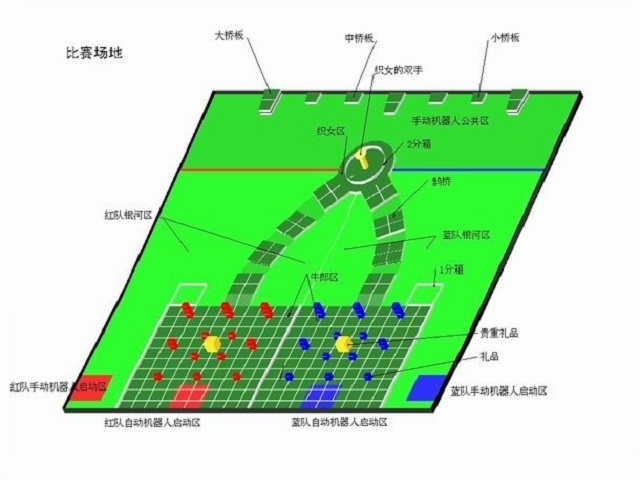 大桥板
中桥板
小桥板
比赛场地
织女的双手
手动机器人公共区
织女区
2分箱
鹊桥
红队银河区
蓝队银河区
牛郎区
1分箱
贵重礼品
礼品
红队手动机器人启动区
蓝队手动机器人启动区
红队自动机器人启动区
蓝队自动机器人启动区